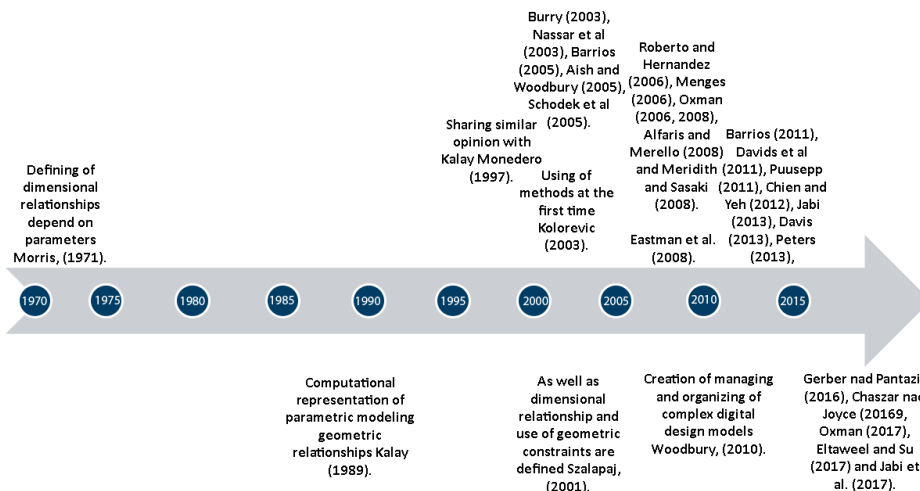 Defining of
dimensional
relationships
depend on
parameters
Morris, (1971).
Sharing similar
opinion with
Kalay Monedero
(1997).
Burry (2003),
Nassar et al
(2003), Barrios
(2005), Aish and
Woodbury (2005),
Schodek et al
(2005).
Using of
methods at the
first time
Kolorevic
(2003).
Roberto and
Hernandez
(2006), Menges
(2006), Oxman
(2006, 2008),
Alfaris and
Merello (2008)
and Meridith
and Sasaki
(2008).
Eastman et al.
(2008).
Barrios (2011),
Davids et al
(2011), Puusepp
(2011), Chien and
Yeh (2012), Jabi
(2013), Davis
(2013), Peters
(2013),
1970
1975
1980
1985
1990
1995
2000
2005
2010
2015
Computational
representation of
parametric modeling
geometric
relationships Kalay
(1989).
As well as
dimensional
relationship and
use of geometric
constraints are
defined Szalapaj,
(2001).
Creation of managing
and organizing of
complex digital
design models
Woodbury, (2010).
Gerber nad Pantazi
(2016), Chaszar nad
Joyce (20169,
Oxman (2017),
Eltaweel and Su
(2017) and Jabi et
al. (2017).